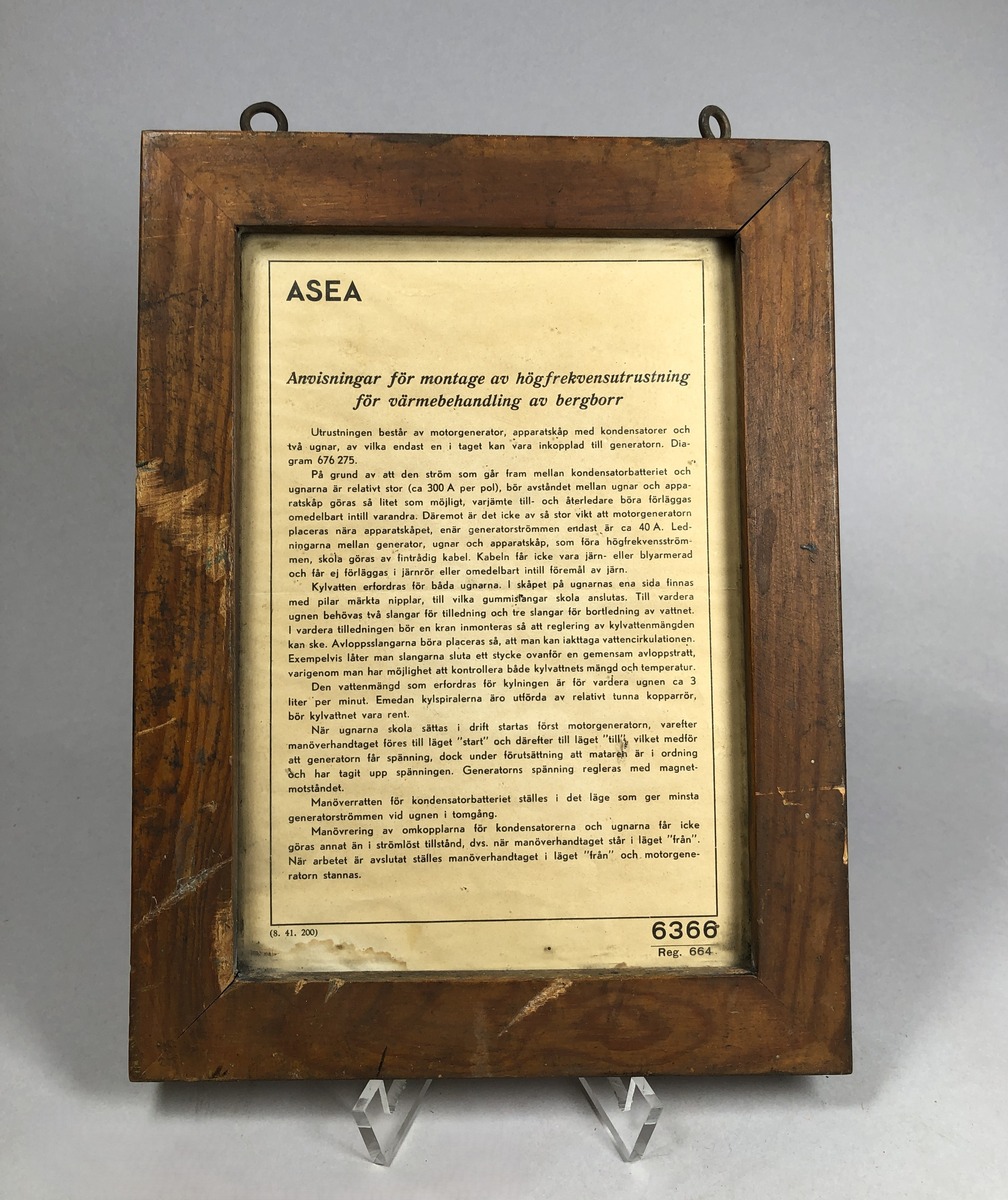 ASEA
Anvisningar för montage av högfrekvensutrustning
för värmebehandling av bergborr
Utrustningen består av motorgenerator, apparatskåp med kondensatorer och
två ugnar, av vilka endast en i taget kan vara inkopplad till generatorn. Dia-
gram 676 275.
På grund av att den ström som går fram mellan kondensatorbatteriet och
ugnarna är relativt stor (ca 300 A per pol), bör avståndet mellan ugnar och appa-
ratskåp göras så litet som möjligt, varjämte till- och återledare böra förläggas
omedelbart intill varandra. Däremot är det icke av så stor vikt att motorgeneratorn
placeras nära apparatskåpet, enär generatorströmmen endast är ca 40 A. Led-
ningarna mellan generator, ugnar och apparatskåp, som föra högfrekvensström-
men, skola göras av fintrådig kabel. Kabeln får icke vara järn- eller blyarmerad
och får ej förläggas i järnrör eller omedelbart intill föremål av järn.
Kylvatten erfordras för båda ugnarna. I skåpet på ugnarnas ena sida finnas
med pilar märkta nipplar, till vilka gummislangar skola anslutas. Till vardera
ugnen behövas två slangar för tilledning och tre slangar för bortledning av vattnet.
I vardera tilledningen bör en kran inmonteras så att reglering av kylvattenmängden
kan ske. Avloppsslangarna böra placeras så, att man kan iakttaga vattencirkulationen.
Exempelvis låter man slangarna sluta ett stycke ovanför en gemensam avloppstratt,
varigenom man har möjlighet att kontrollera både kylvattnets mängd och temperatur.
Den vattenmängd som erfordras för kylningen är för vardera ugnen ca 3
liter per minut. Emedan kylspiralerna äro utförda av relativt tunna kopparrör,
bör kylvattnet vara rent.
När ugnarna skola sättas i drift startas först motorgeneratorn, varefter
manöverhandtaget föres till läget "start" och därefter till läget "till", vilket medför
att generatorn får spänning, dock under förutsättning att mataren är i ordning
och har tagit upp spänningen. Generatorns spänning regleras med magnet-
motståndet.
Manöverratten för kondensatorbatteriet ställes i det läge som ger minsta
generatorströmmen vid ugnen i tomgång.
Manövrering av omkopplarna för kondensatorerna och ugnarna får icke
göras annat än i strömlöst tillstånd, dvs. när manöverhandtaget står i läget "från".
När arbetet är avslutat ställes manöverhandtaget i läget "från" och motorgene-
ratorn stannas.
(8. 41. 200)
6366
Reg. 664